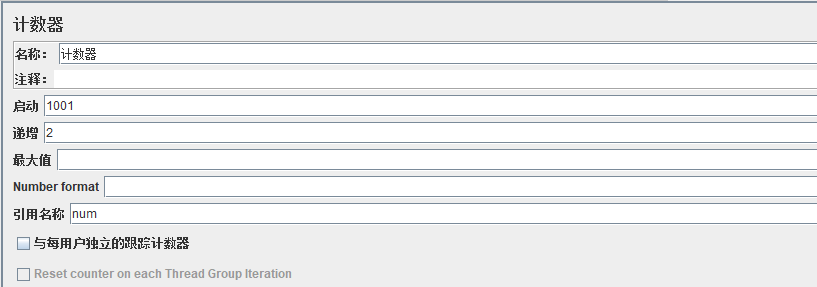 计数器
名称： 计数器
注释：
启动 1001
递增 2
最大值
Number format
引用名称 num
与每用户独立的跟踪计数器
Reset counter on each Thread Group Iteration